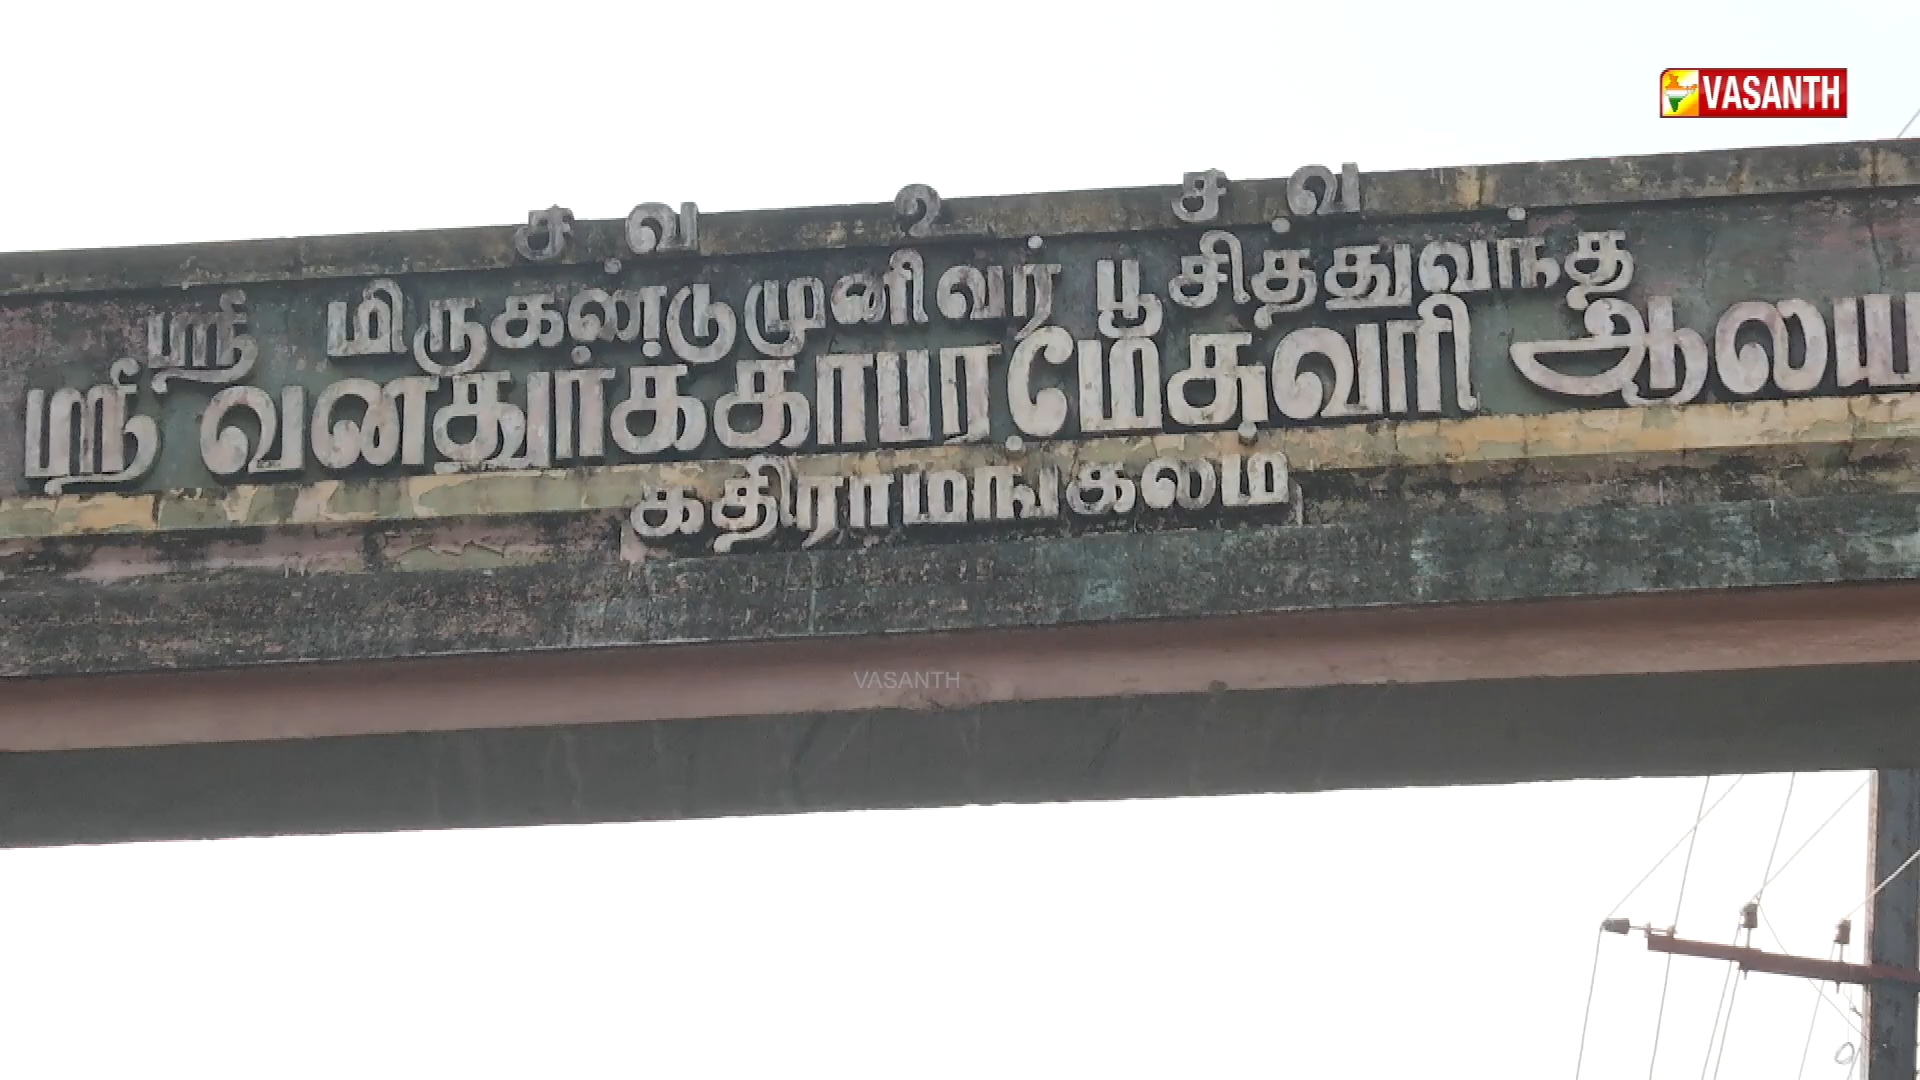 VASANTH
ச வ உ ச வ
ஸ்ரீ மிருகண்டுமுனிவர் பூசித்துவந்த
ஸ்ரீ வனதுர்க்காபரமேசுவரி ஆலய
கதிராமங்கலம்
VASANTH